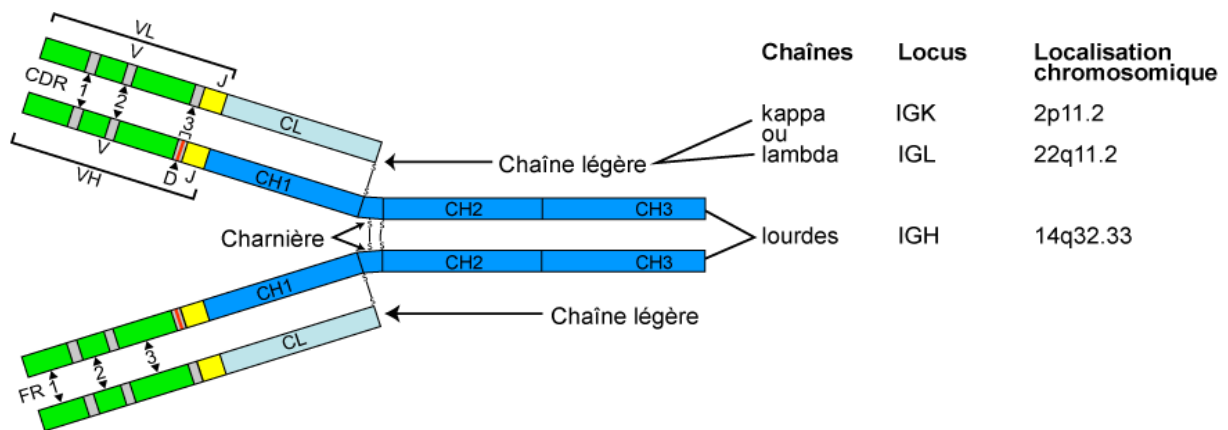 VL
V
J
CDR
1
2
3
CL
V
VH
D
J
CH1
CH2
CH3
Chaîne légère
Charnière
CH2
CH3
CH1
CL
Chaîne légère
FR
1
2
3
Chaînes Locus Localisation
chromosomique
kappa IGK 2p11.2
ou
lambda IGL 22q11.2
lourdes IGH 14q32.33